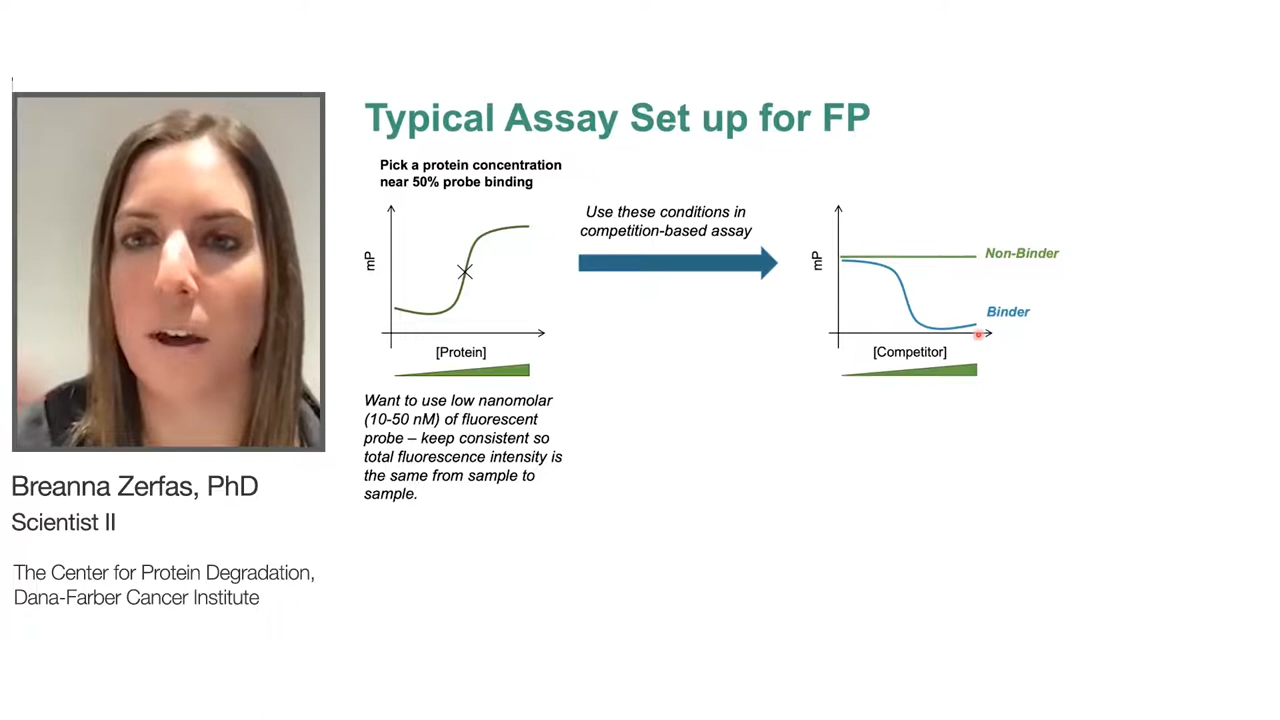 Typical Assay Set up for FP
Pick a protein concentration
near 50% probe binding
mP
[Protein]
Want to use low nanomolar
(10-50 nM) of fluorescent
probe – keep consistent so
total fluorescence intensity is
the same from sample to
sample.
Use these conditions in
competition-based assay
mP
Non-Binder
Binder
[Competitor]
Breanna Zerfas, PhD
Scientist II
The Center for Protein Degradation,
Dana-Farber Cancer Institute